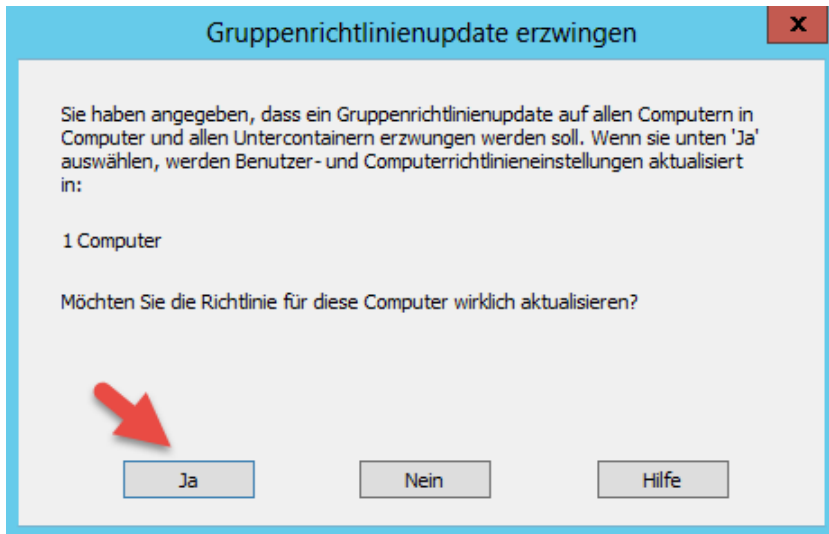 Gruppenrichtlinienupdate erzwingen
x
Sie haben angegeben, dass ein Gruppenrichtlinienupdate auf allen Computern in
Computer und allen Untercontainern erzwungen werden soll. Wenn sie unten 'Ja'
auswählen, werden Benutzer- und Computerrichtlinieneinstellungen aktualisiert
in:
1 Computer
Möchten Sie die Richtlinie für diese Computer wirklich aktualisieren?
Ja Nein Hilfe